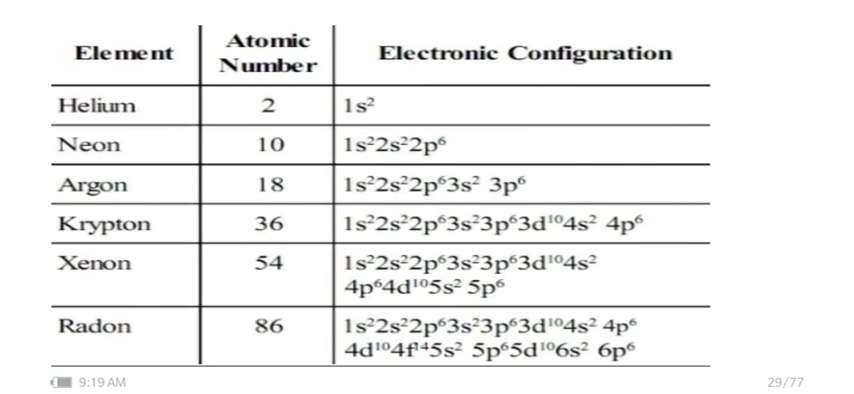 Element Atomic Number Electronic Configuration
Helium 2 1s²
Neon 10 1s²2s²2p⁶
Argon 18 1s²2s²2p⁶3s² 3p⁶
Krypton 36 1s²2s²2p⁶3s²3p⁶3d¹⁰4s² 4p⁶
Xenon 54 1s²2s²2p⁶3s²3p⁶3d¹⁰4s²
4p⁶4d¹⁰5s² 5p⁶
Radon 86 1s²2s²2p⁶3s²3p⁶3d¹⁰4s² 4p⁶
4d¹⁰4f¹⁴5s² 5p⁶5d¹⁰6s² 6p⁶
9:19 AM 29/77